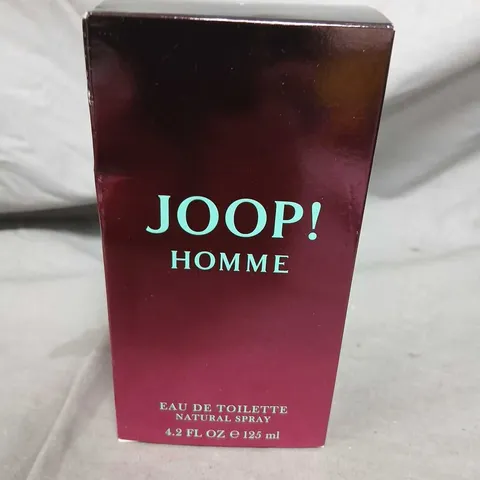 JOOP!
HOMME
EAU DE TOILETTE
NATURAL SPRAY
4.2 FL OZ ℮ 125 ml